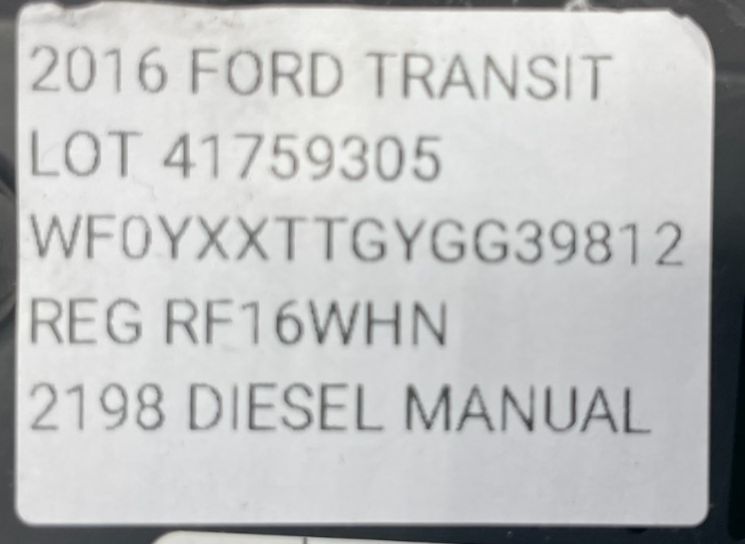 2016 FORD TRANSIT
LOT 41759305
WF0YXXTTGYGG39812
REG RF16WHN
2198 DIESEL MANUAL